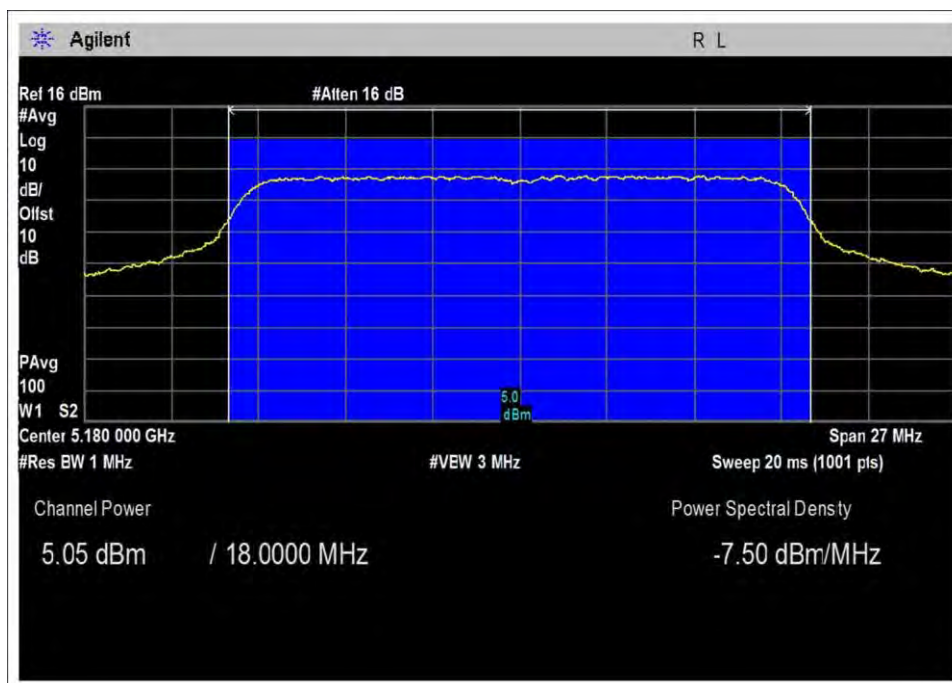 Agilent R L
Ref 16 dBm #Atten 16 dB
#Avg
Log
10
dB/
Offst
10
dB
PAvg
100
W1 S2
5.0
dBm
Center 5.180 000 GHz Span 27 MHz
#Res BW 1 MHz #VBW 3 MHz Sweep 20 ms (1001 pts)
Channel Power Power Spectral Density
5.05 dBm / 18.0000 MHz -7.50 dBm/MHz